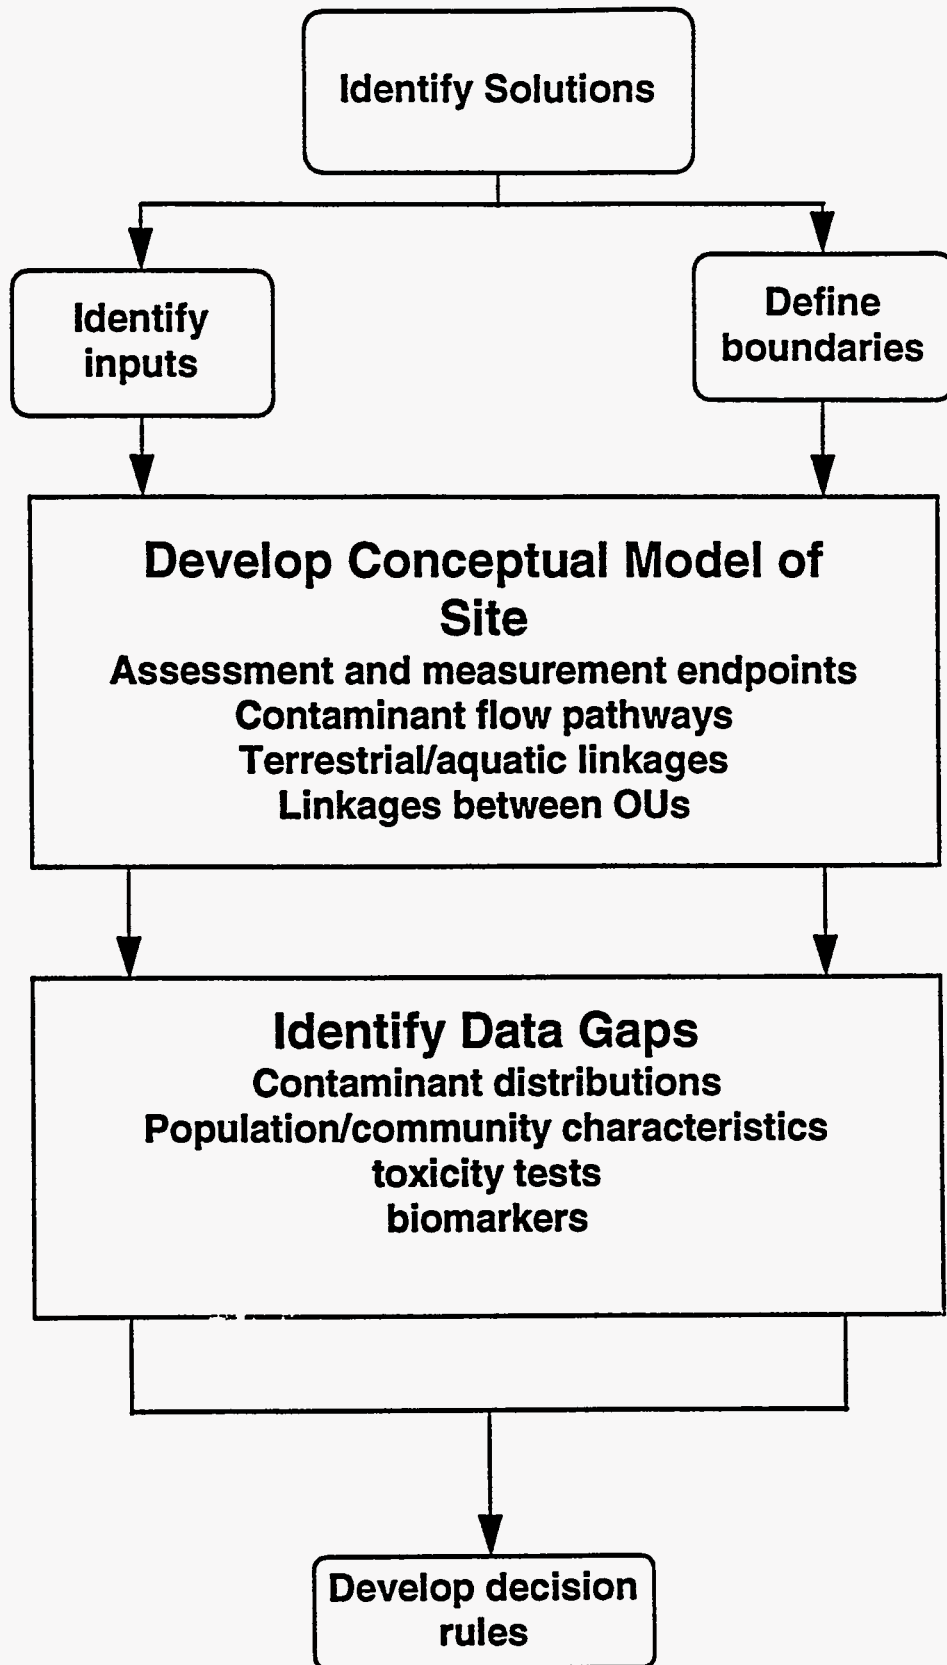 Identify Solutions
Identify
inputs
Define
boundaries
Develop Conceptual Model of
Site
Assessment and measurement endpoints
Contaminant flow pathways
Terrestrial/aquatic linkages
Linkages between OUs
Identify Data Gaps
Contaminant distributions
Population/community characteristics
toxicity tests
biomarkers
Develop decision
rules